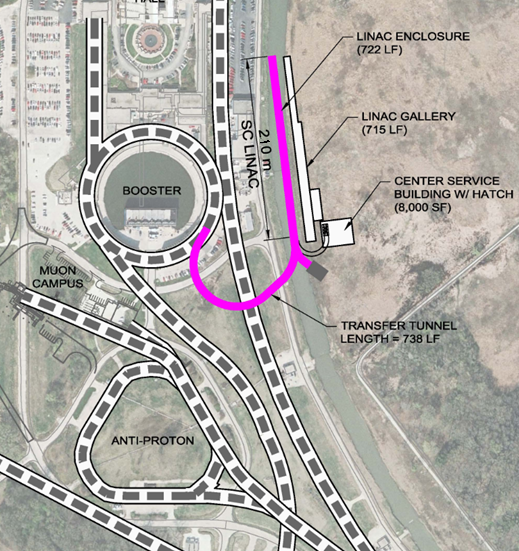 HALL
LINAC ENCLOSURE
(722 LF)
LINAC GALLERY
(715 LF)
210 m
SC LINAC
CENTER SERVICE
BUILDING W/ HATCH
(8,000 SF)
BOOSTER
MUON
CAMPUS
TRANSFER TUNNEL
LENGTH = 738 LF
ANTI-PROTON